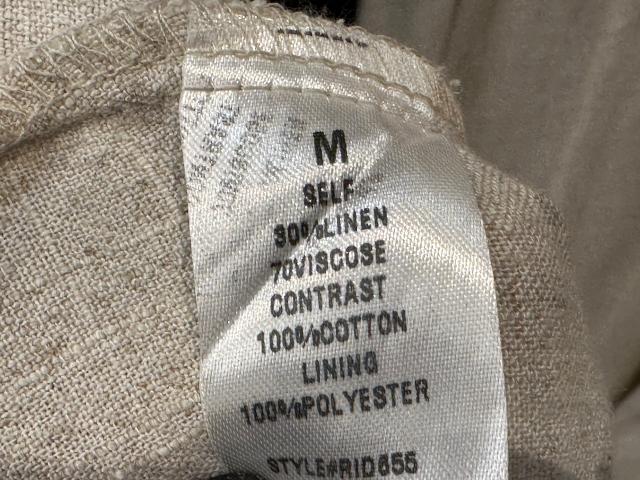 M
SELF
30%LINEN
70VISCOSE
CONTRAST
100%COTTON
LINING
100%POLYESTER
STYLE#RID655